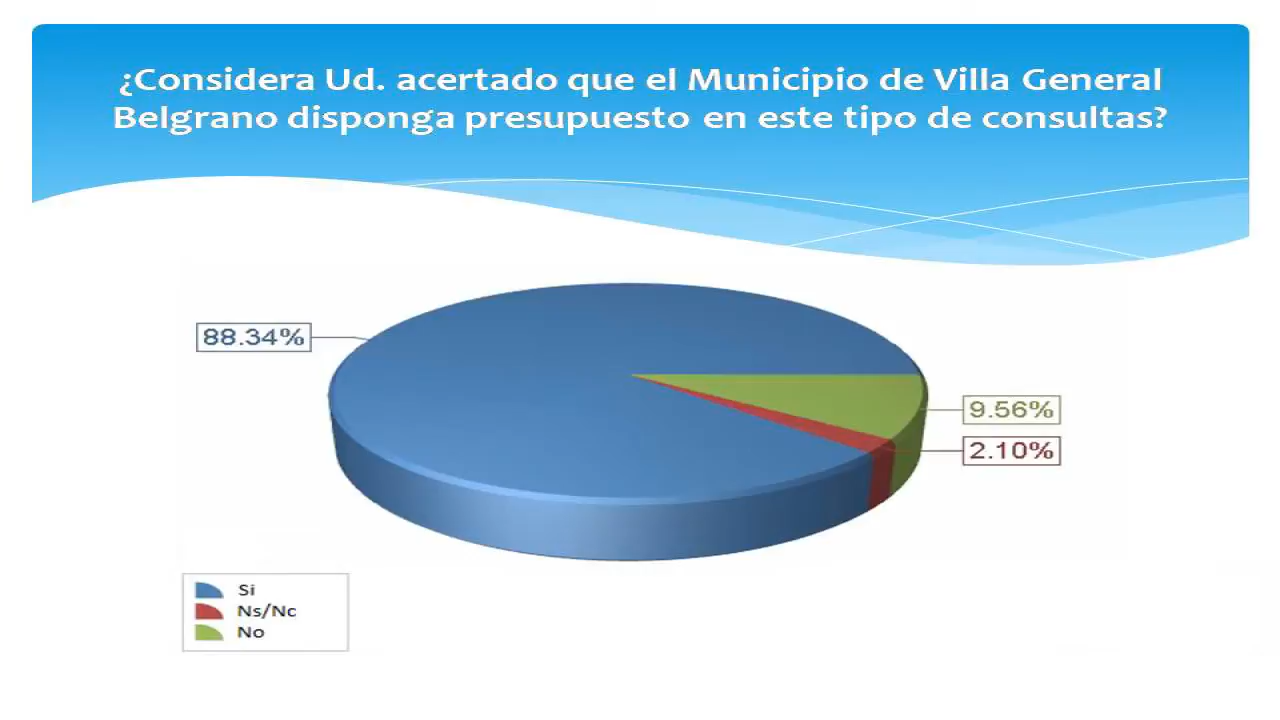 ¿Considera Ud. acertado que el Municipio de Villa General
Belgrano disponga presupuesto en este tipo de consultas?
88.34%
9.56%
2.10%
Si
Ns/Nc
No